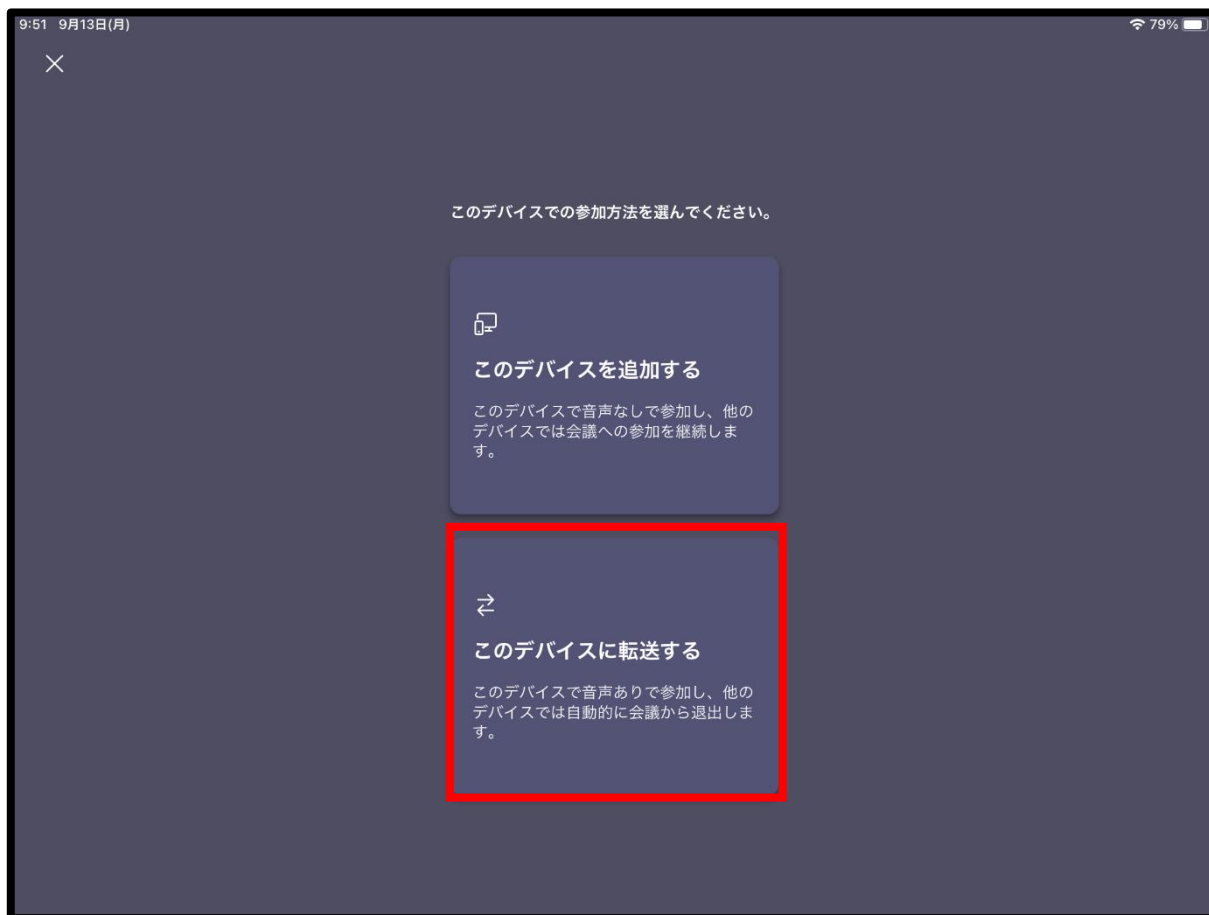 9:51 9月13日(月)
79%
このデバイスでの参加方法を選んでください。
このデバイスを追加する
このデバイスで音声なしで参加し、他の
デバイスでは会議への参加を継続しま
す。
このデバイスに転送する
このデバイスで音声ありで参加し、他の
デバイスでは自動的に会議から退出しま
す。